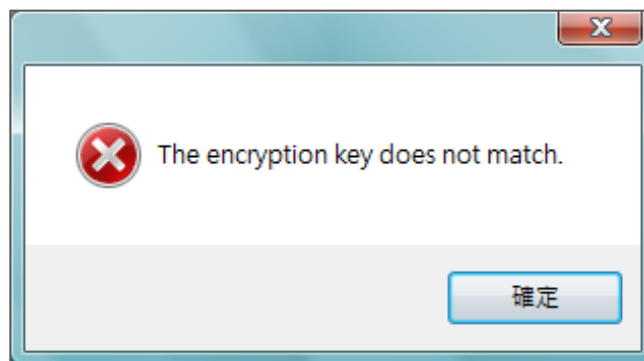 The encryption key does not match.
確定